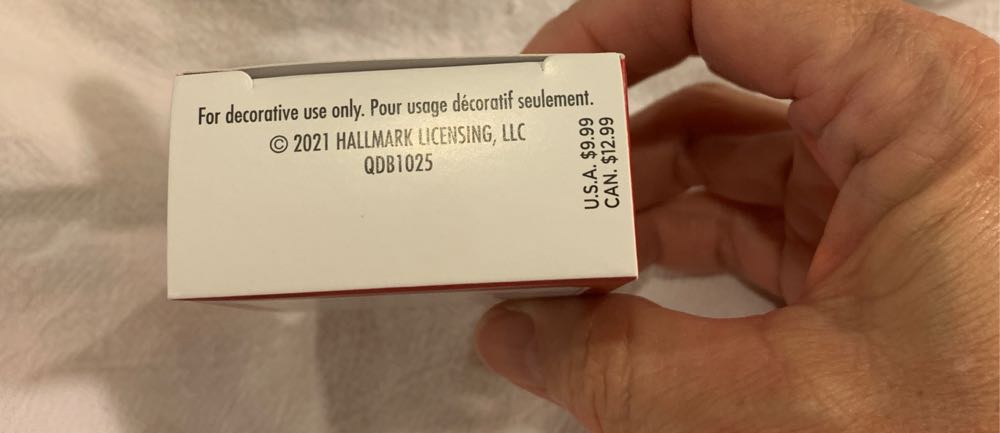 For decorative use only. Pour usage décoratif seulement.
© 2021 HALLMARK LICENSING, LLC
QDB1025
U.S.A. $9.99
CAN. $12.99